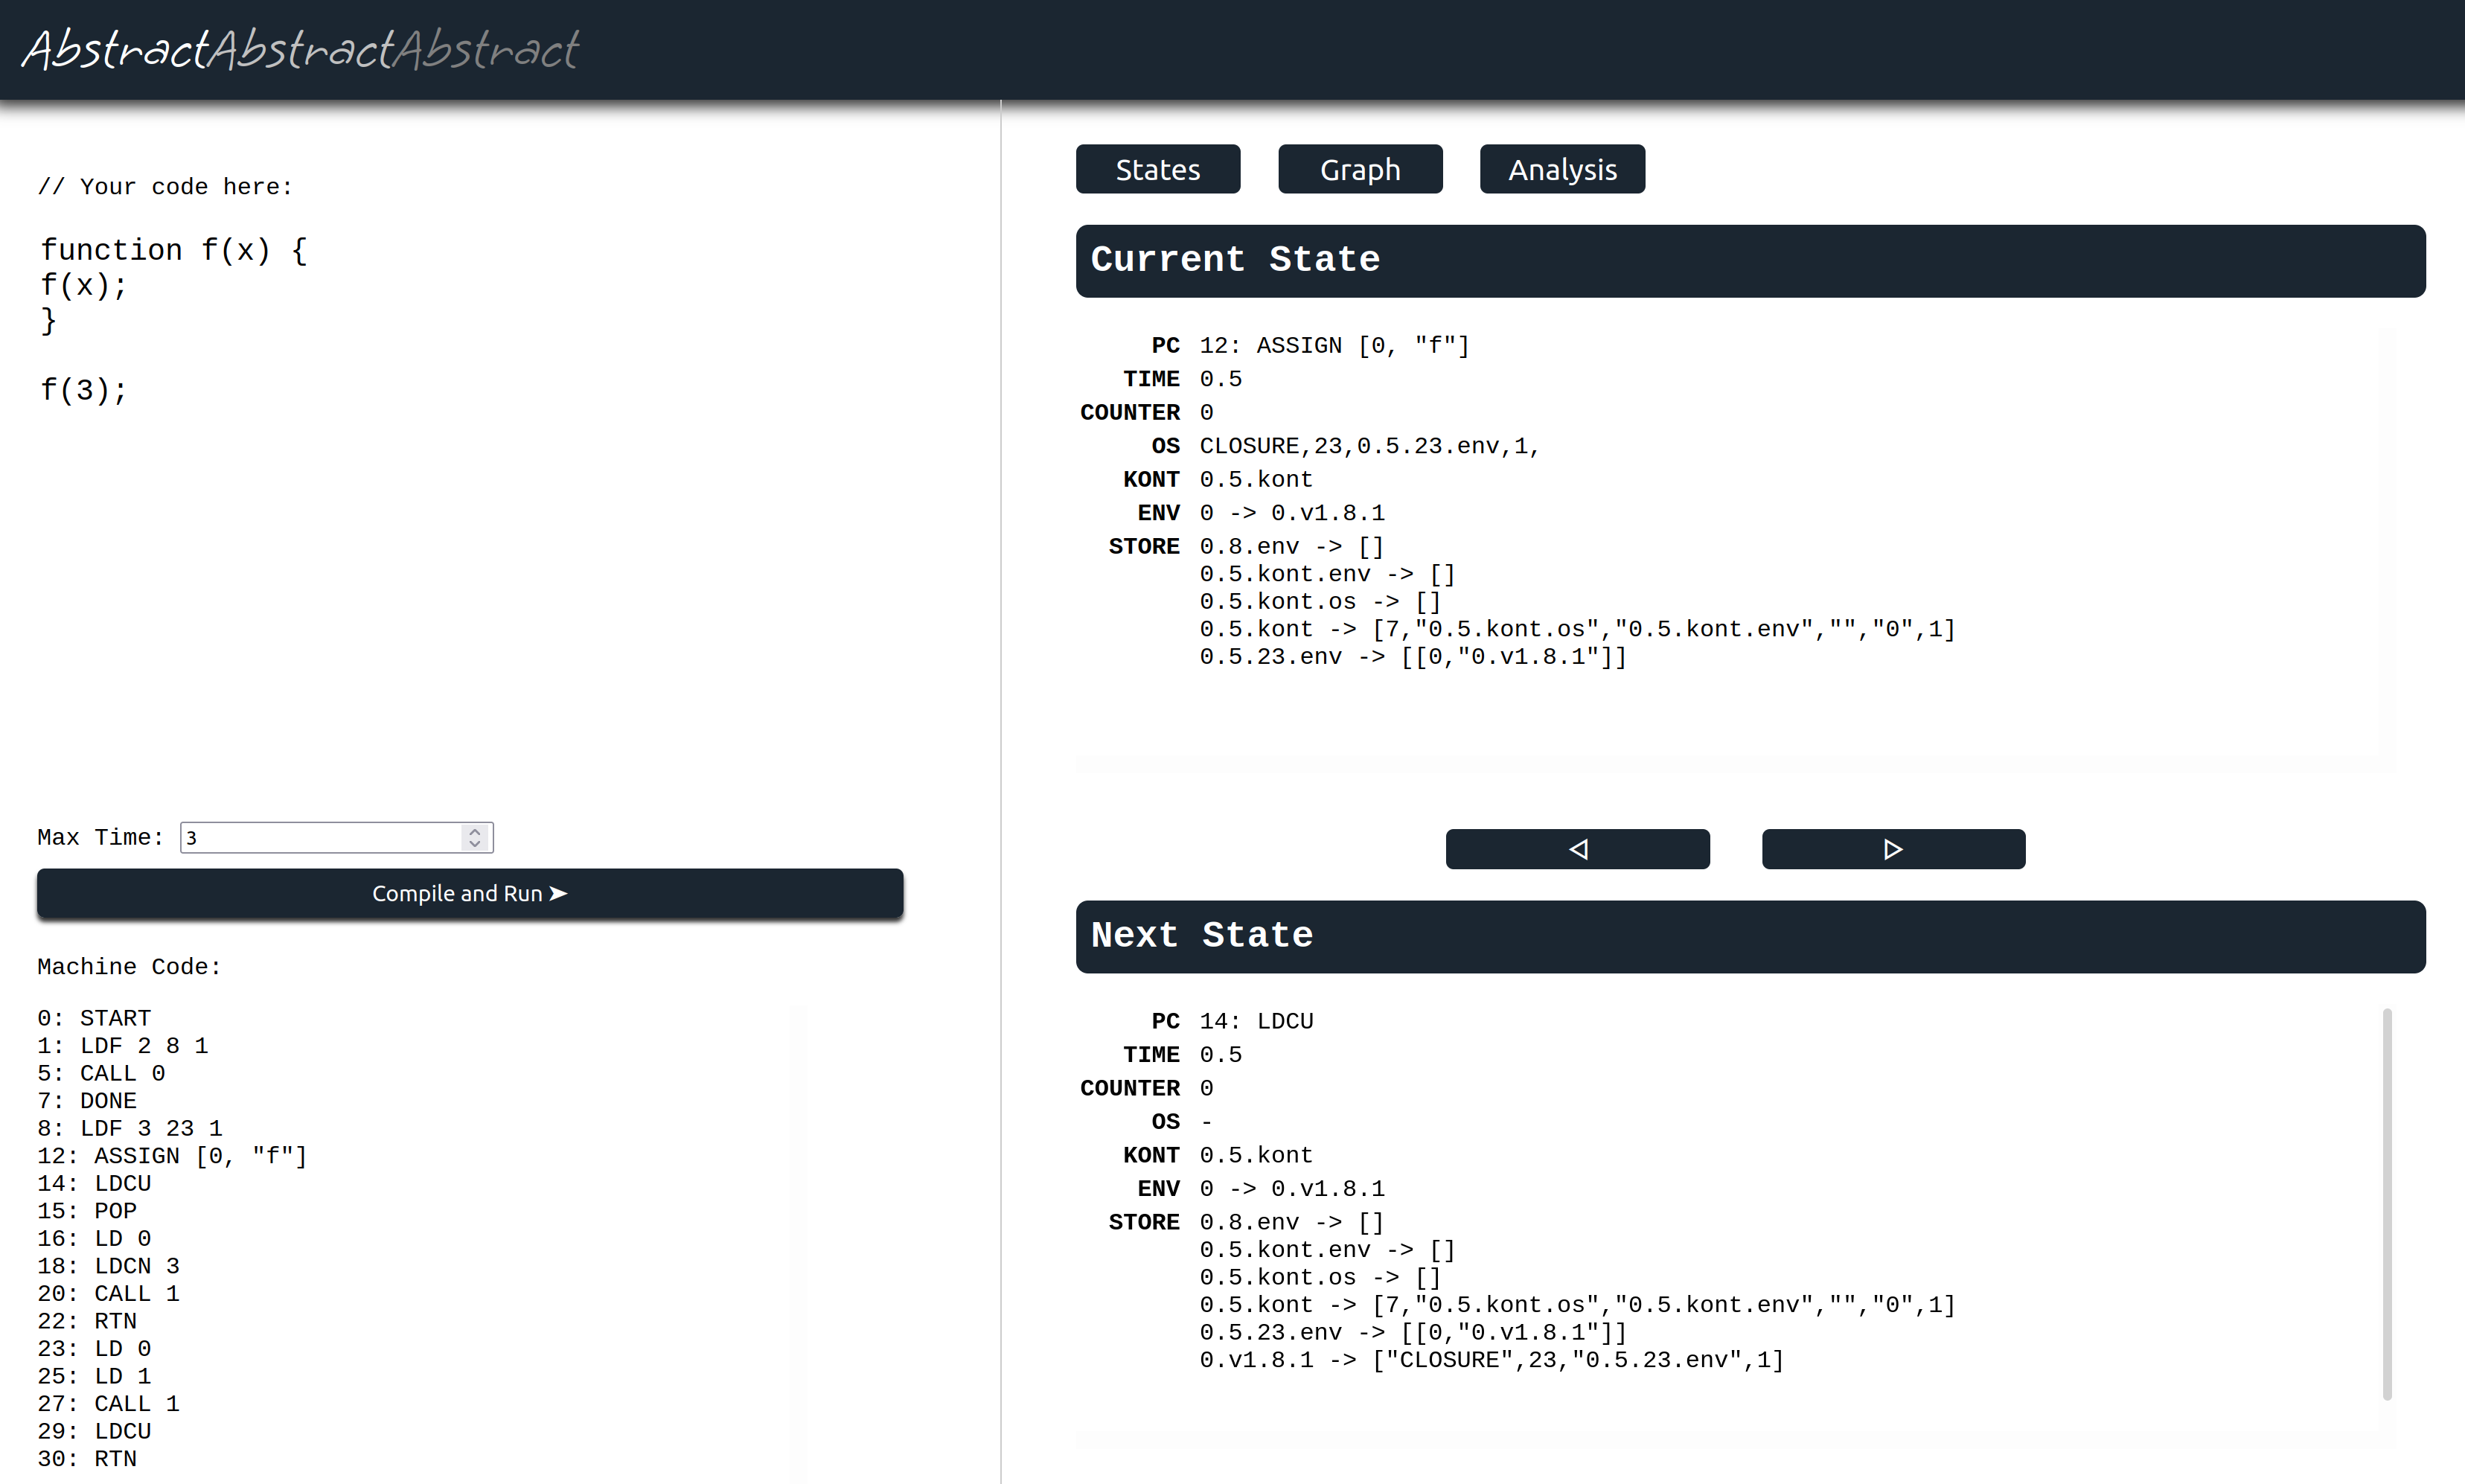 AbstractAbstractAbstract
// Your code here:
function f(x) {
f(x);
}
f(3);
Max Time: 3
Compile and Run ➤
Machine Code:
0: START
1: LDF 2 8 1
5: CALL 0
7: DONE
8: LDF 3 23 1
12: ASSIGN [0, "f"]
14: LDCU
15: POP
16: LD 0
18: LDCN 3
20: CALL 1
22: RTN
23: LD 0
25: LD 1
27: CALL 1
29: LDCU
30: RTN
States Graph Analysis
Current State
PC 12: ASSIGN [0, "f"]
TIME 0.5
COUNTER 0
OS CLOSURE,23,0.5.23.env,1,
KONT 0.5.kont
ENV 0 -> 0.v1.8.1
STORE 0.8.env -> []
0.5.kont.env -> []
0.5.kont.os -> []
0.5.kont -> [7,"0.5.kont.os","0.5.kont.env","","0",1]
0.5.23.env -> [[0,"0.v1.8.1"]]
Next State
PC 14: LDCU
TIME 0.5
COUNTER 0
OS -
KONT 0.5.kont
ENV 0 -> 0.v1.8.1
STORE 0.8.env -> []
0.5.kont.env -> []
0.5.kont.os -> []
0.5.kont -> [7,"0.5.kont.os","0.5.kont.env","","0",1]
0.5.23.env -> [[0,"0.v1.8.1"]]
0.v1.8.1 -> ["CLOSURE",23,"0.5.23.env",1]